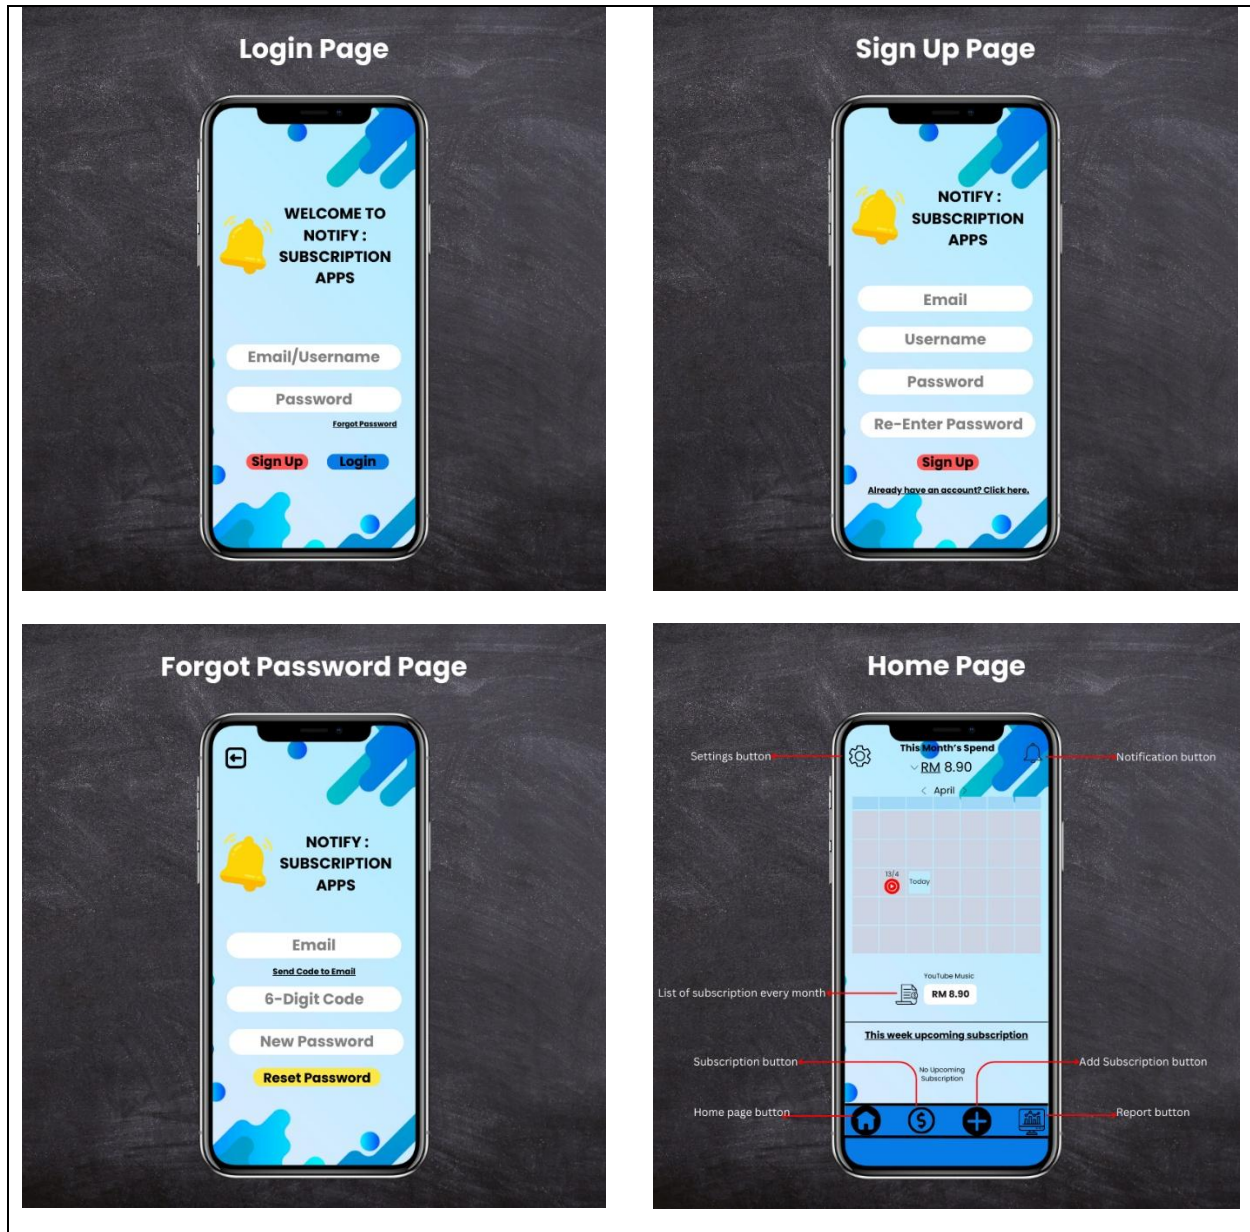 Login Page
WELCOME TO
NOTIFY :
SUBSCRIPTION
APPS
Email/Username
Password
Forgot Password
Sign Up
Login
Sign Up Page
NOTIFY :
SUBSCRIPTION
APPS
Email
Username
Password
Re-Enter Password
Sign Up
Already have an account? Click here.
Forgot Password Page
NOTIFY :
SUBSCRIPTION
APPS
Email
Send Code to Email
6-Digit Code
New Password
Reset Password
Home Page
Settings button
This Month's Spend
Notification button
RM 8.90
< April >
13/4
Today
YouTube Music
List of subscription every month
RM 8.90
This week upcoming subscription
Subscription button
Add Subscription button
No Upcoming
Subscription
Home page button
$
Report button